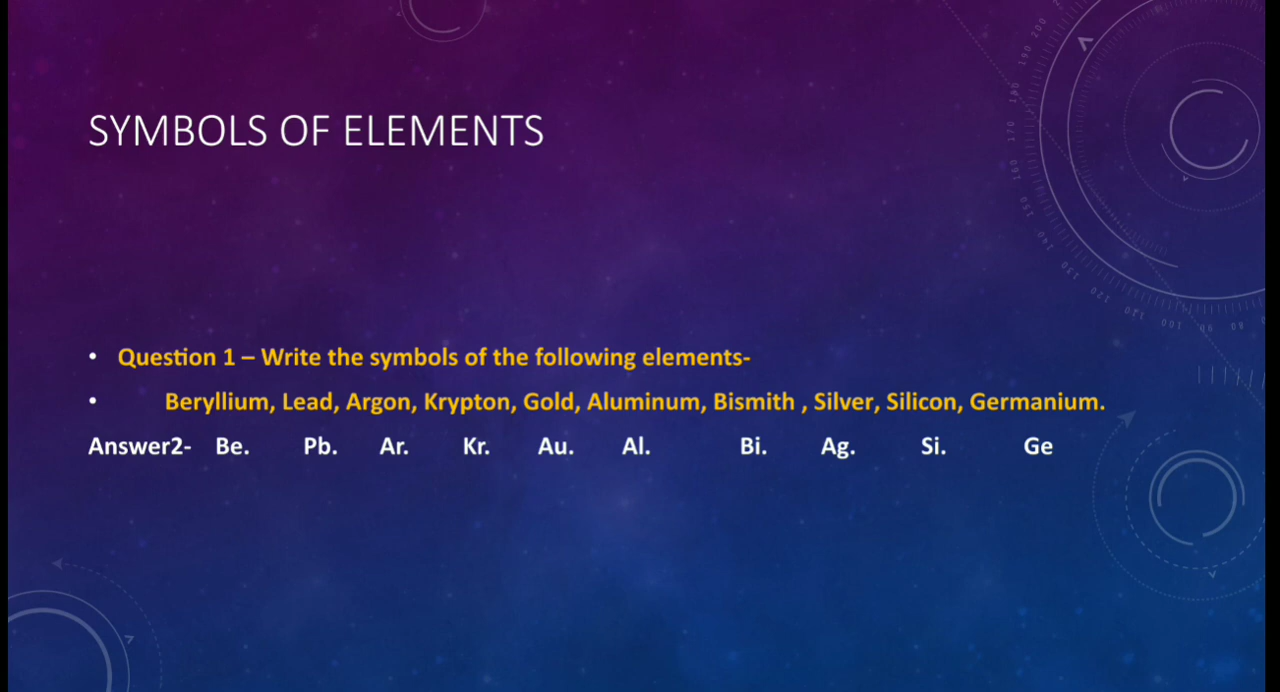 SYMBOLS OF ELEMENTS
• Question 1 – Write the symbols of the following elements-
• Beryllium, Lead, Argon, Krypton, Gold, Aluminum, Bismith , Silver, Silicon, Germanium.
Answer2- Be. Pb. Ar. Kr. Au. Al. Bi. Ag. Si. Ge